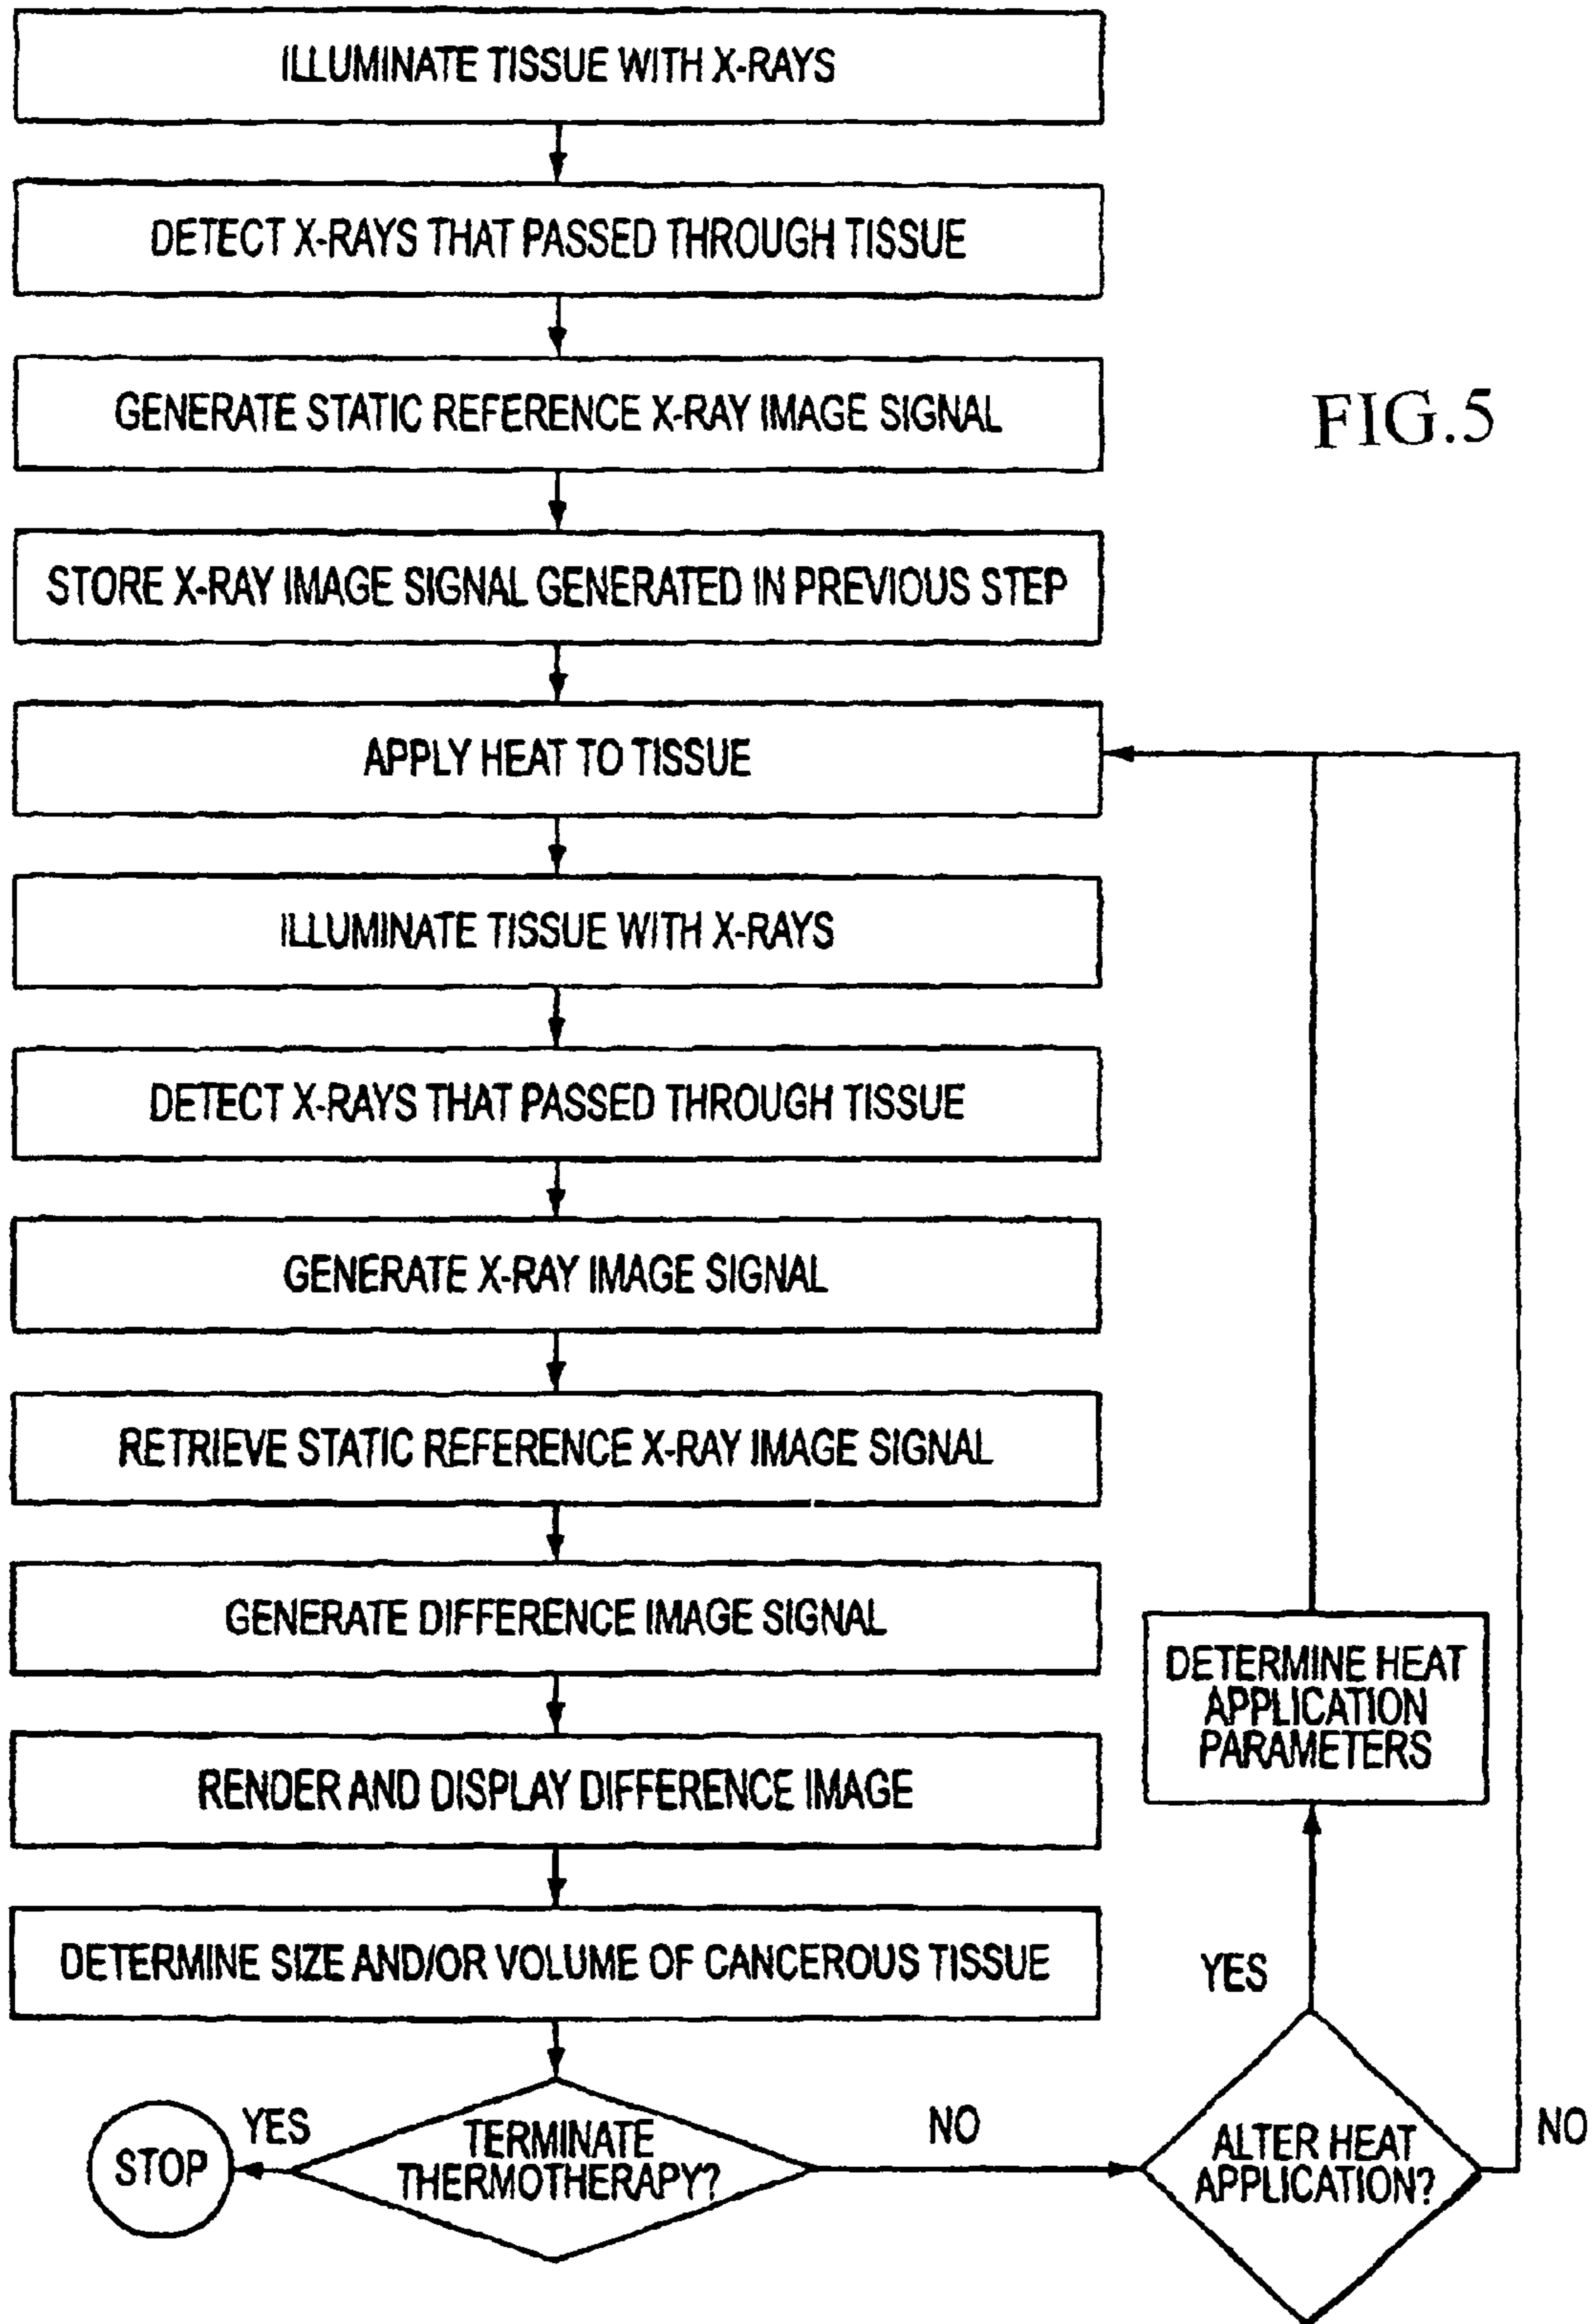 ILLUMINATE TISSUE WITH X-RAYS
DETECT X-RAYS THAT PASSED THROUGH TISSUE
GENERATE STATIC REFERENCE X-RAY IMAGE SIGNAL
FIG.5
STORE X-RAY IMAGE SIGNAL GENERATED IN PREVIOUS STEP
APPLY HEAT TO TISSUE
ILLUMINATE TISSUE WITH X-RAYS
DETECT X-RAYS THAT PASSED THROUGH TISSUE
GENERATE X-RAY IMAGE SIGNAL
RETRIEVE STATIC REFERENCE X-RAY IMAGE SIGNAL
GENERATE DIFFERENCE IMAGE SIGNAL
DETERMINE HEAT
APPLICATION
PARAMETERS
RENDER AND DISPLAY DIFFERENCE IMAGE
DETERMINE SIZE AND/OR VOLUME OF CANCEROUS TISSUE
YES
STOP
YES
TERMINATE
THERMOTHERAPY?
NO
ALTER HEAT
APPLICATION?
NO